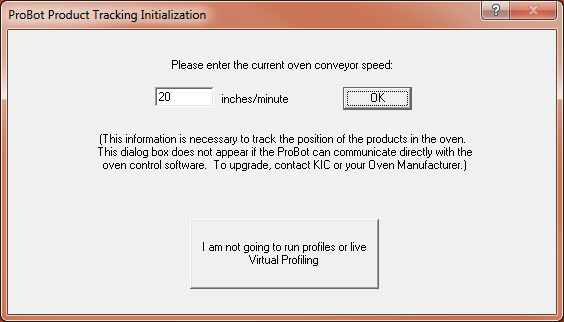 ProBot Product Tracking Initialization
Please enter the current oven conveyor speed:
20 inches/minute OK
(This information is necessary to track the position of the products in the oven.
This dialog box does not appear if the ProBot can communicate directly with the
oven control software. To upgrade, contact KIC or your Oven Manufacturer.)
I am not going to run profiles or live
Virtual Profiling